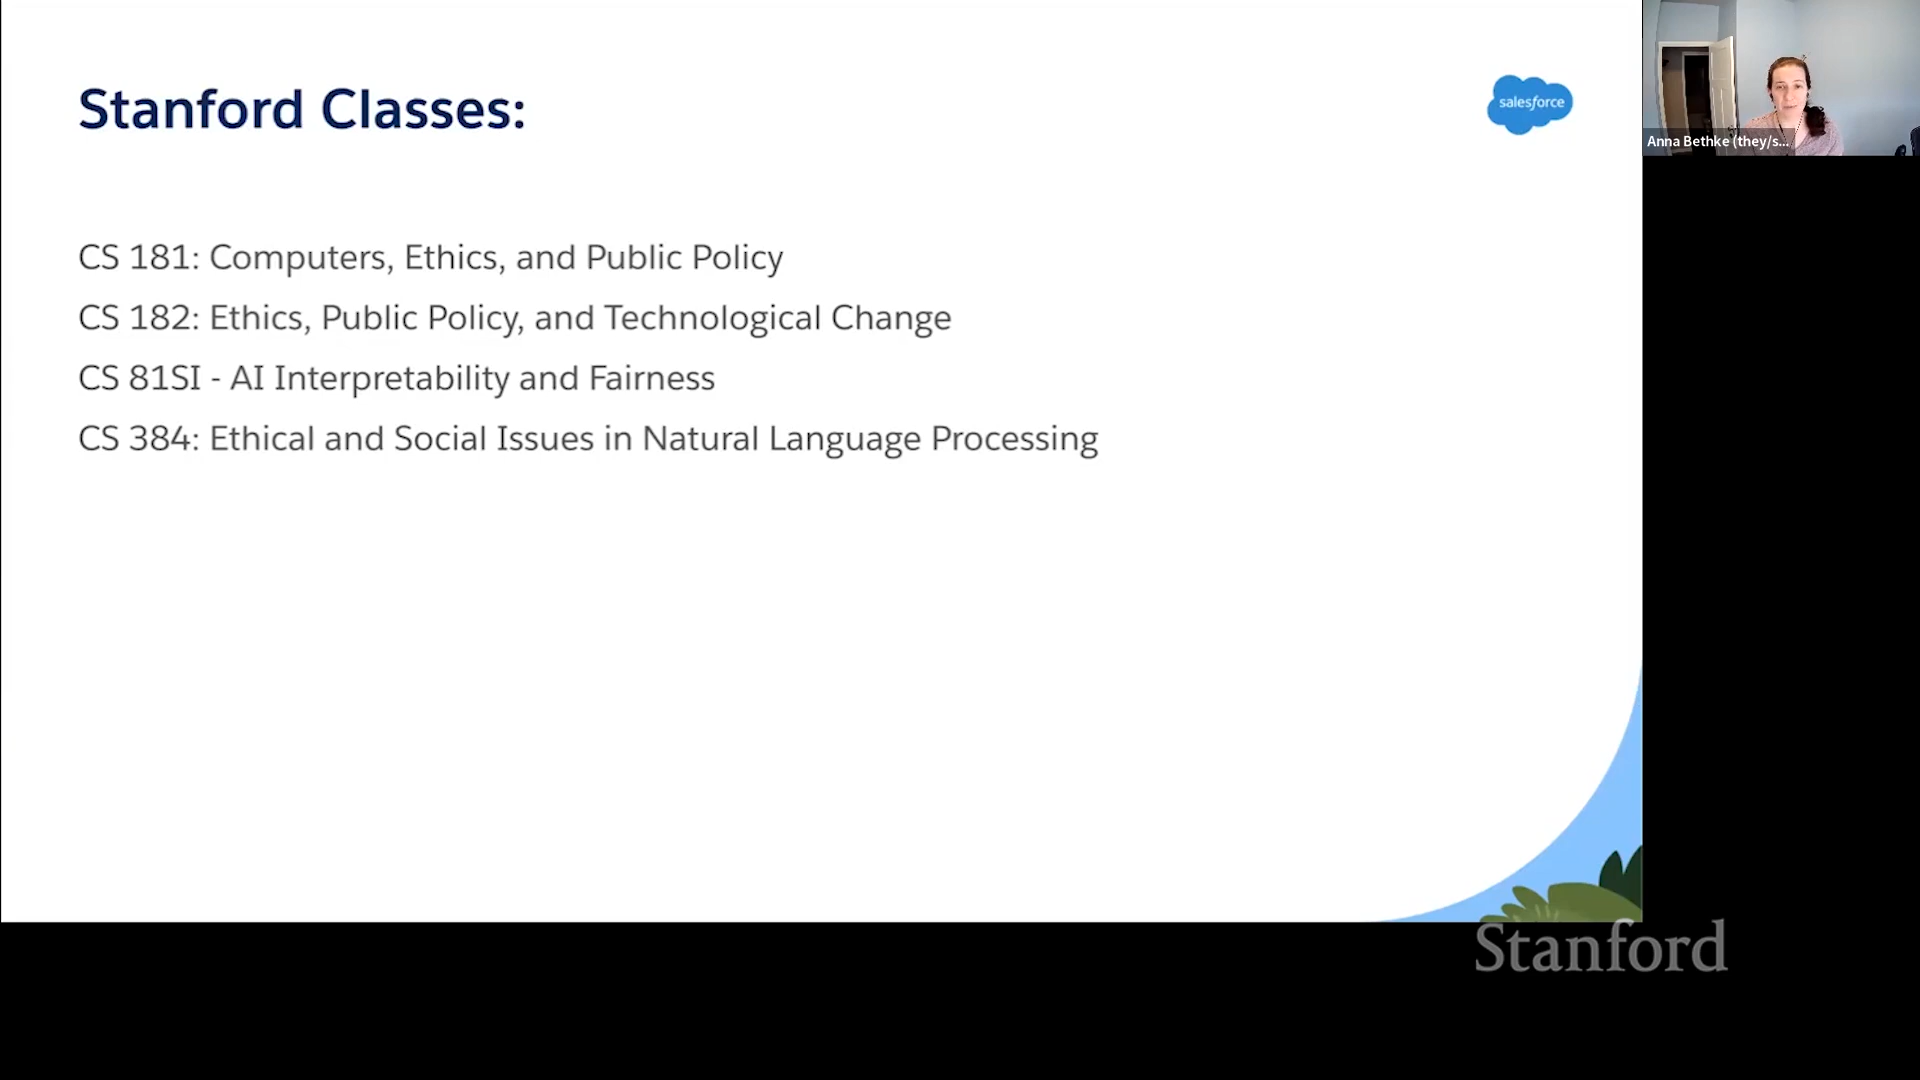 Stanford Classes:
salesforce
Anna Bethke (they/s...
CS 181: Computers, Ethics, and Public Policy
CS 182: Ethics, Public Policy, and Technological Change
CS 81SI - AI Interpretability and Fairness
CS 384: Ethical and Social Issues in Natural Language Processing
Stanford